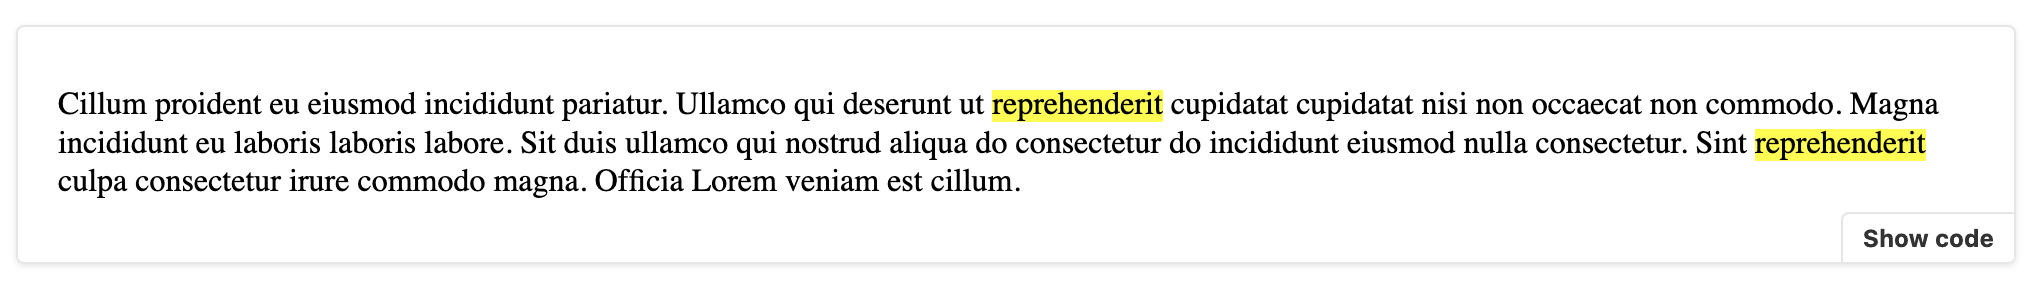 Cillum proident eu eiusmod incididunt pariatur. Ullamco qui deserunt ut reprehenderit cupidatat cupidatat nisi non occaecat non commodo. Magna
incididunt eu laboris laboris labore. Sit duis ullamco qui nostrud aliqua do consectetur do incididunt eiusmod nulla consectetur. Sint reprehenderit
culpa consectetur irure commodo magna. Officia Lorem veniam est cillum.
Show code